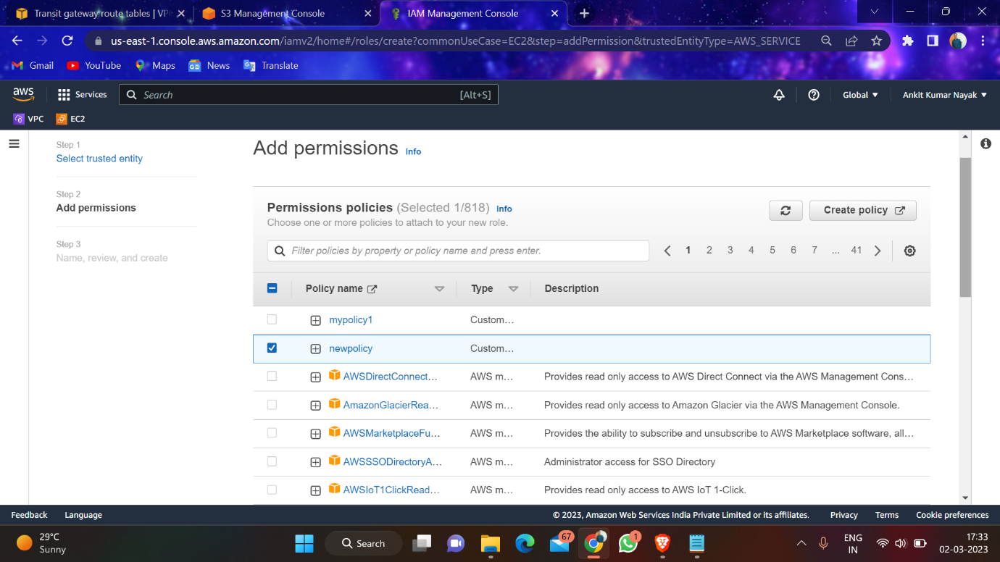 Transit gateway route tables | VP
S3 Management Console
IAM Management Console
us-east-1.console.aws.amazon.com/iamv2/home#/roles/create?commonUseCase=EC2&step=addPermission&trustedEntityType=AWS_SERVICE
Gmail YouTube Maps News Translate
aws Services Search [Alt+S] Global Ankit Kumar Nayak
VPC EC2
Step 1
Select trusted entity
Step 2
Add permissions
Step 3
Name, review, and create
Add permissions Info
Permissions policies (Selected 1/818) Info
Choose one or more policies to attach to your new role.
Create policy
Filter policies by property or policy name and press enter.
1 2 3 4 5 6 7 ... 41
Policy name Type Description
mypolicy1 Custom...
newpolicy Custom...
AWSDirectConnect... AWS m... Provides read only access to AWS Direct Connect via the AWS Management Cons...
AmazonGlacierRea... AWS m... Provides read only access to Amazon Glacier via the AWS Management Console.
AWSMarketplaceFu... AWS m... Provides the ability to subscribe and unsubscribe to AWS Marketplace software, all...
AWSSSODirectoryA... AWS m... Administrator access for SSO Directory
AWSIoT1ClickRead... AWS m... Provides read only access to AWS IoT 1-Click.
Feedback Language © 2023, Amazon Web Services India Private Limited or its affiliates. Privacy Terms Cookie preferences
29°C
Sunny
Search
67
1
ENG
IN
17:33
02-03-2023